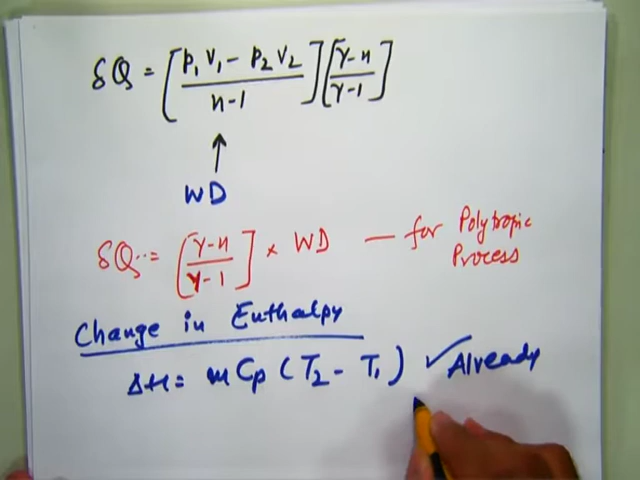 δQ = [(P₁V₁ - P₂V₂)/(n-1)] [(γ-n)/(γ-1)]
↑
WD
δQ = [(γ-n)/(γ-1)] × WD — for Polytropic Process
Change in Enthalpy
ΔH = mCp (T₂ - T₁) ✓ Already